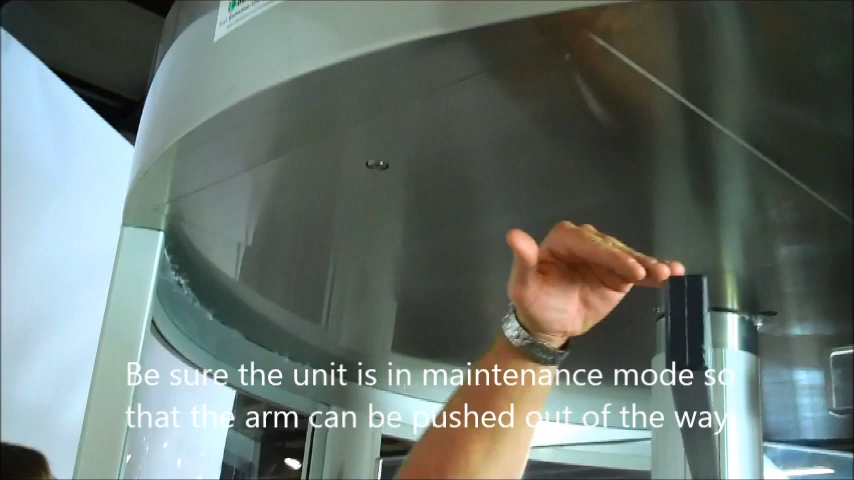 Be sure the unit is in maintenance mode so
that the arm can be pushed out of the way.